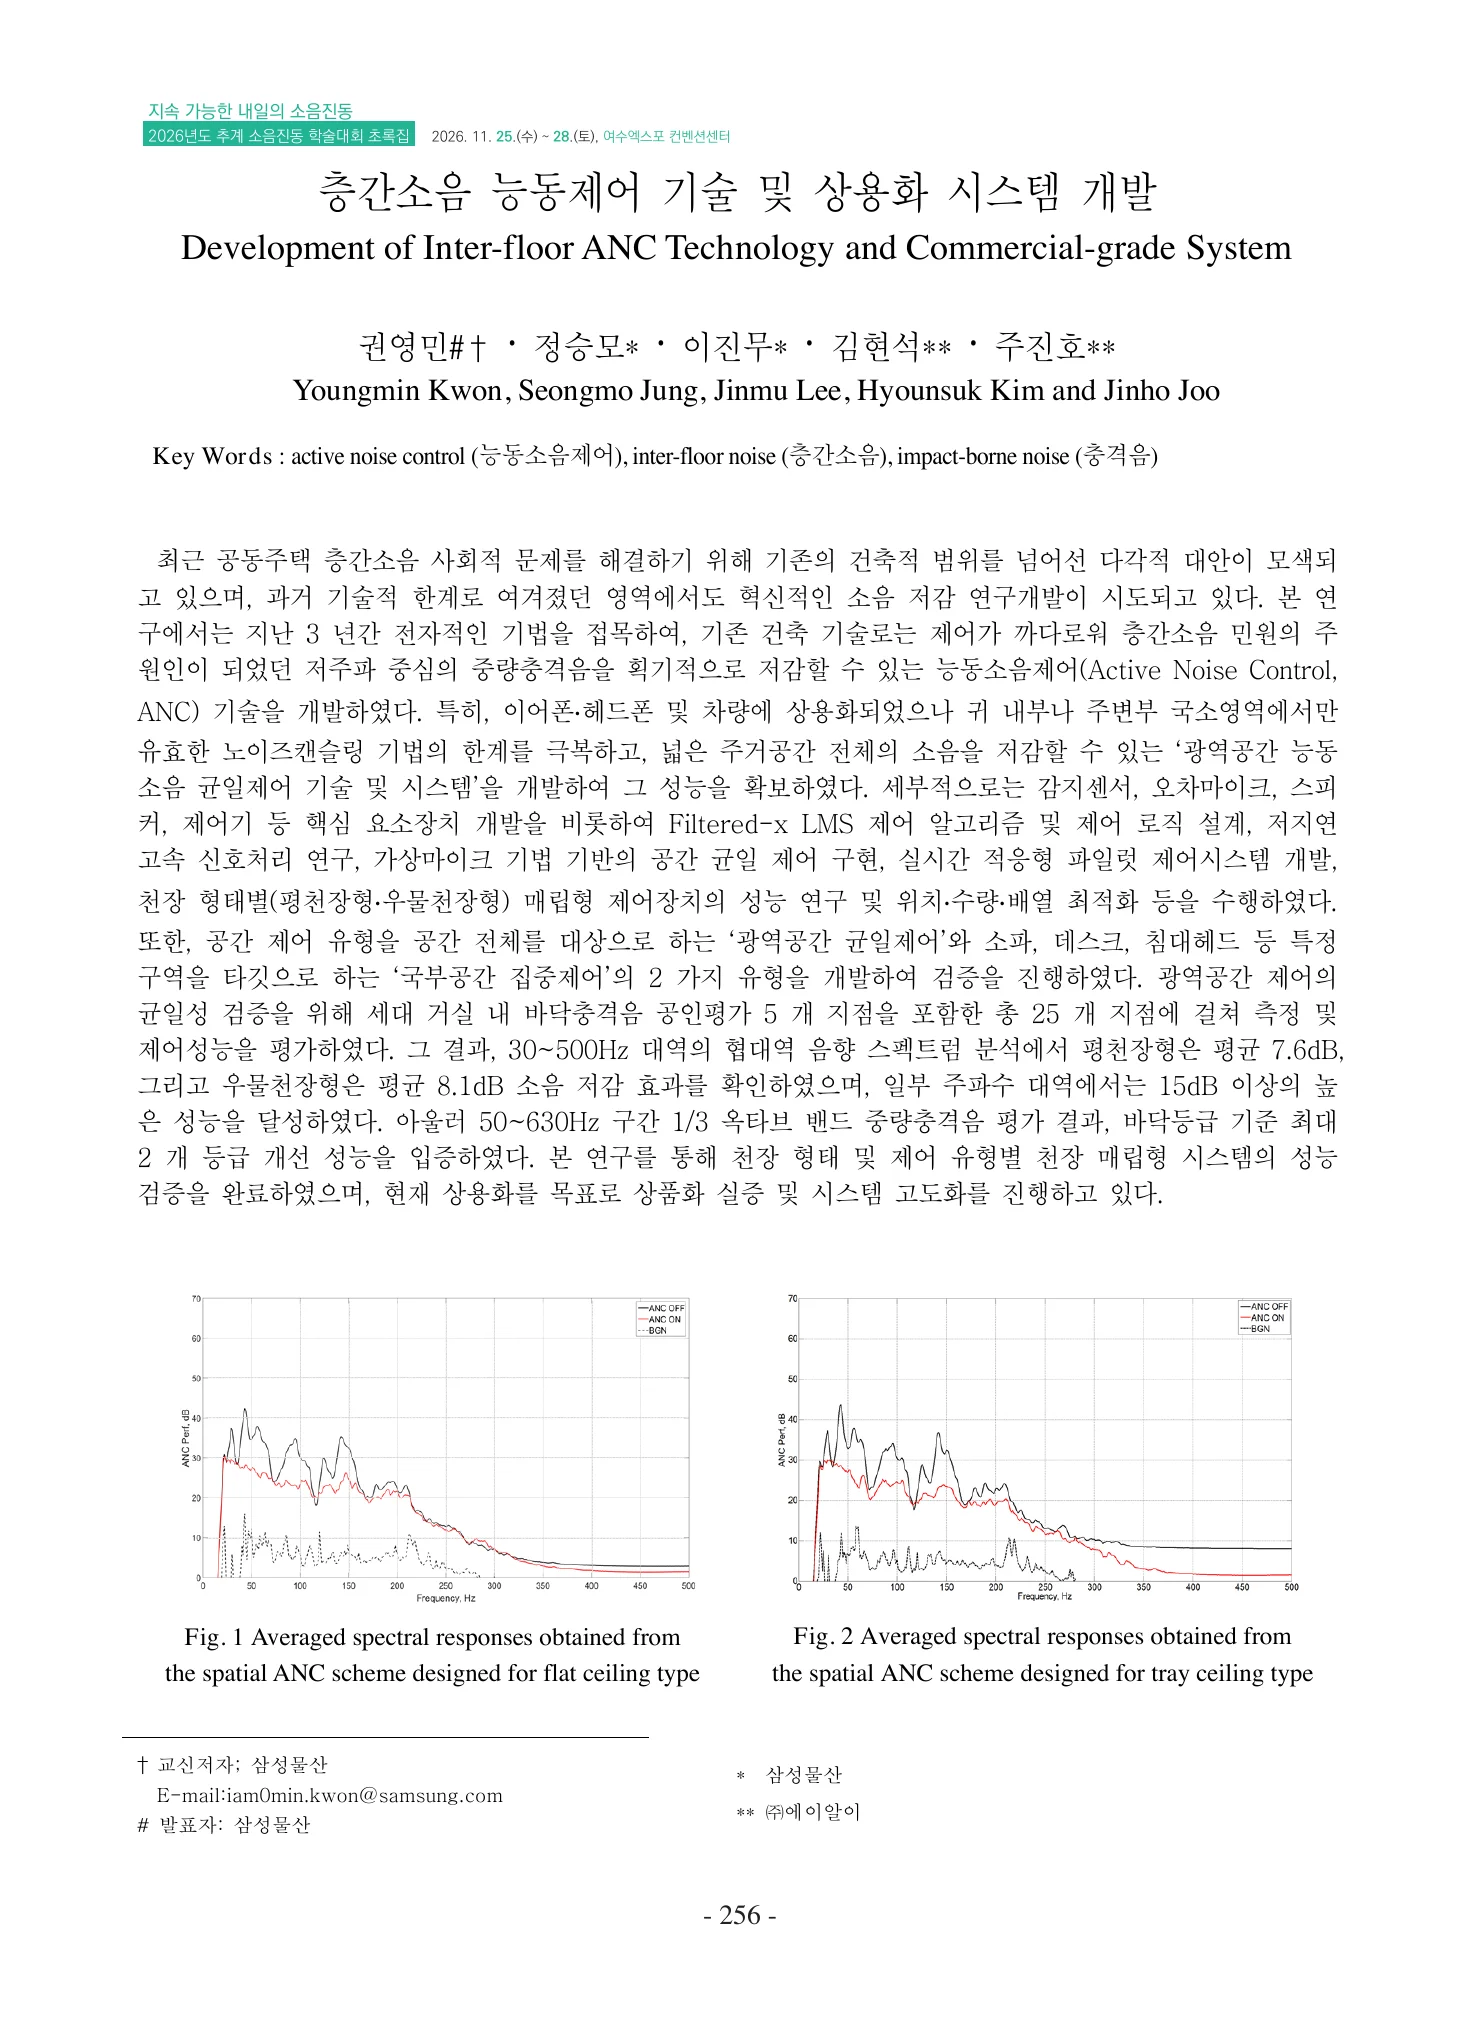 지속 가능한 내일의 소음진동
2026년도 추계 소음진동 학술대회 초록집 2026. 11. 25.(수) ~ 28.(토), 여수엑스포 컨벤션센터
층간소음 능동제어 기술 및 상용화 시스템 개발
Development of Inter-floor ANC Technology and Commercial-grade System
권영민#† · 정승모* · 이진무* · 김현석** · 주진호**
Youngmin Kwon, Seongmo Jung, Jinmu Lee, Hyounsuk Kim and Jinho Joo
Key Words : active noise control (능동소음제어), inter-floor noise (층간소음), impact-borne noise (충격음)
최근 공동주택 층간소음 사회적 문제를 해결하기 위해 기존의 건축적 범위를 넘어선 다각적 대안이 모색되
고 있으며, 과거 기술적 한계로 여겨졌던 영역에서도 혁신적인 소음 저감 연구개발이 시도되고 있다. 본 연
구에서는 지난 3 년간 전자적인 기법을 접목하여, 기존 건축 기술로는 제어가 까다로워 층간소음 민원의 주
원인이 되었던 저주파 중심의 중량충격음을 획기적으로 저감할 수 있는 능동소음제어(Active Noise Control,
ANC) 기술을 개발하였다. 특히, 이어폰·헤드폰 및 차량에 상용화되었으나 귀 내부나 주변부 국소영역에서만
유효한 노이즈캔슬링 기법의 한계를 극복하고, 넓은 주거공간 전체의 소음을 저감할 수 있는 ‘광역공간 능동
소음 균일제어 기술 및 시스템’을 개발하여 그 성능을 확보하였다. 세부적으로는 감지센서, 오차마이크, 스피
커, 제어기 등 핵심 요소장치 개발을 비롯하여 Filtered-x LMS 제어 알고리즘 및 제어 로직 설계, 저지연
고속 신호처리 연구, 가상마이크 기법 기반의 공간 균일 제어 구현, 실시간 적응형 파일럿 제어시스템 개발,
천장 형태별(평천장형·우물천장형) 매립형 제어장치의 성능 연구 및 위치·수량·배열 최적화 등을 수행하였다.
또한, 공간 제어 유형을 공간 전체를 대상으로 하는 ‘광역공간 균일제어’와 소파, 데스크, 침대헤드 등 특정
구역을 타깃으로 하는 ‘국부공간 집중제어’의 2 가지 유형을 개발하여 검증을 진행하였다. 광역공간 제어의
균일성 검증을 위해 세대 거실 내 바닥충격음 공인평가 5 개 지점을 포함한 총 25 개 지점에 걸쳐 측정 및
제어성능을 평가하였다. 그 결과, 30~500Hz 대역의 협대역 음향 스펙트럼 분석에서 평천장형은 평균 7.6dB,
그리고 우물천장형은 평균 8.1dB 소음 저감 효과를 확인하였으며, 일부 주파수 대역에서는 15dB 이상의 높
은 성능을 달성하였다. 아울러 50~630Hz 구간 1/3 옥타브 밴드 중량충격음 평가 결과, 바닥등급 기준 최대
2 개 등급 개선 성능을 입증하였다. 본 연구를 통해 천장 형태 및 제어 유형별 천장 매립형 시스템의 성능
검증을 완료하였으며, 현재 상용화를 목표로 상품화 실증 및 시스템 고도화를 진행하고 있다.
70
60
50
40
30
20
10
0
ANC Perf, dB
ANC OFF
ANC ON
BGN
0 50 100 150 200 250 300 350 400 450 500
Frequency, Hz
Fig. 1 Averaged spectral responses obtained from
the spatial ANC scheme designed for flat ceiling type
70
60
50
40
30
20
10
0
ANC Perf, dB
ANC OFF
ANC ON
BGN
0 50 100 150 200 250 300 350 400 450 500
Frequency, Hz
Fig. 2 Averaged spectral responses obtained from
the spatial ANC scheme designed for tray ceiling type
† 교신저자; 삼성물산
E-mail:iam0min.kwon@samsung.com
# 발표자: 삼성물산
* 삼성물산
** ㈜에이알이
- 256 -